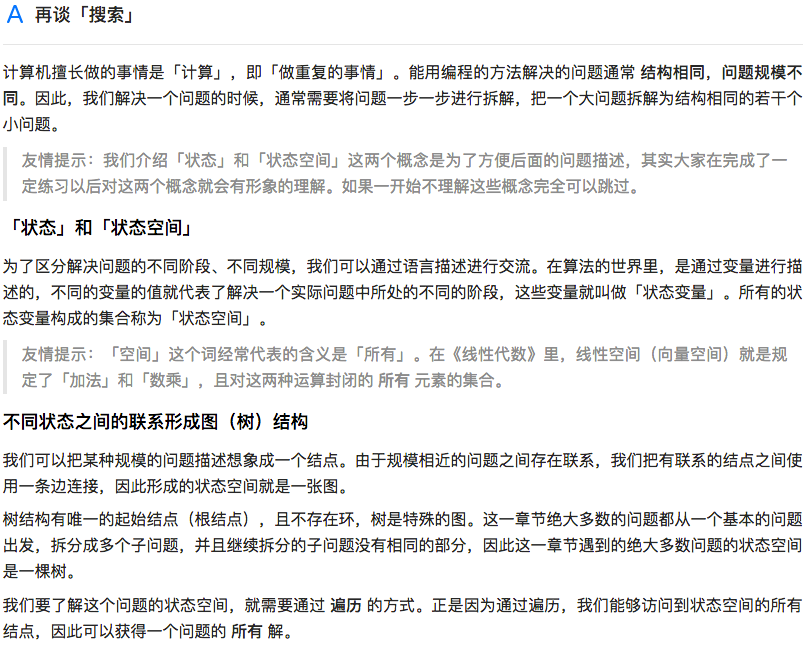 A 再谈「搜索」
计算机擅长做的事情是「计算」，即「做重复的事情」。能用编程的方法解决的问题通常 结构相同，问题规模不
同。因此，我们解决一个问题的时候，通常需要将问题一步一步进行拆解，把一个大问题拆解为结构相同的若干个
小问题。
友情提示：我们介绍「状态」和「状态空间」这两个概念是为了方便后面的问题描述，其实大家在完成了一
定练习以后对这两个概念就会有形象的理解。如果一开始不理解这些概念完全可以跳过。
「状态」和「状态空间」
为了区分解决问题的不同阶段、不同规模，我们可以通过语言描述进行交流。在算法的世界里，是通过变量进行描
述的，不同的变量的值就代表了解决一个实际问题中所处的不同的阶段，这些变量就叫做「状态变量」。所有的状
态变量构成的集合称为「状态空间」。
友情提示：「空间」这个词经常代表的含义是「所有」。在《线性代数》里，线性空间（向量空间）就是规
定了「加法」和「数乘」，且对这两种运算封闭的 所有 元素的集合。
不同状态之间的联系形成图（树）结构
我们可以把某种规模的问题描述想象成一个结点。由于规模相近的问题之间存在联系，我们把有联系的结点之间使
用一条边连接，因此形成的状态空间就是一张图。
树结构有唯一的起始结点（根结点），且不存在环，树是特殊的图。这一章节绝大多数的问题都从一个基本的问题
出发，拆分成多个子问题，并且继续拆分的子问题没有相同的部分，因此这一章节遇到的绝大多数问题的状态空间
是一棵树。
我们要了解这个问题的状态空间，就需要通过 遍历 的方式。正是因为通过遍历，我们能够访问到状态空间的所有
结点，因此可以获得一个问题的 所有 解。